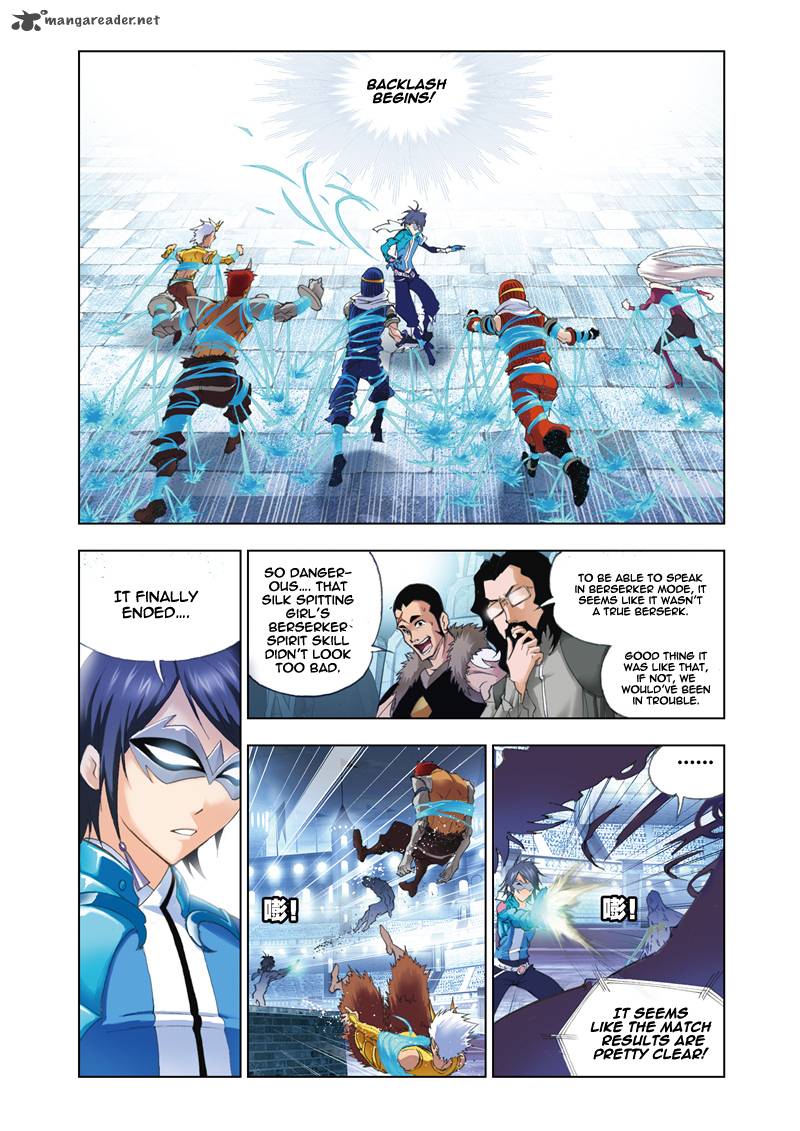 mangareader.net
BACKLASH
BEGINS!
IT FINALLY
ENDED....
SO DANGER-
OUS.... THAT
SILK SPITTING
GIRL'S
BERSERKER
SPIRIT SKILL
DIDN'T LOOK
TOO BAD.
TO BE ABLE TO SPEAK
IN BERSERKER MODE, IT
SEEMS LIKE IT WASN'T
A TRUE BERSERK.
GOOD THING IT
WAS LIKE THAT,
IF NOT, WE
WOULD'VE BEEN
IN TROUBLE.
嘭!
......
嘭!
IT SEEMS
LIKE THE MATCH
RESULTS ARE
PRETTY CLEAR!